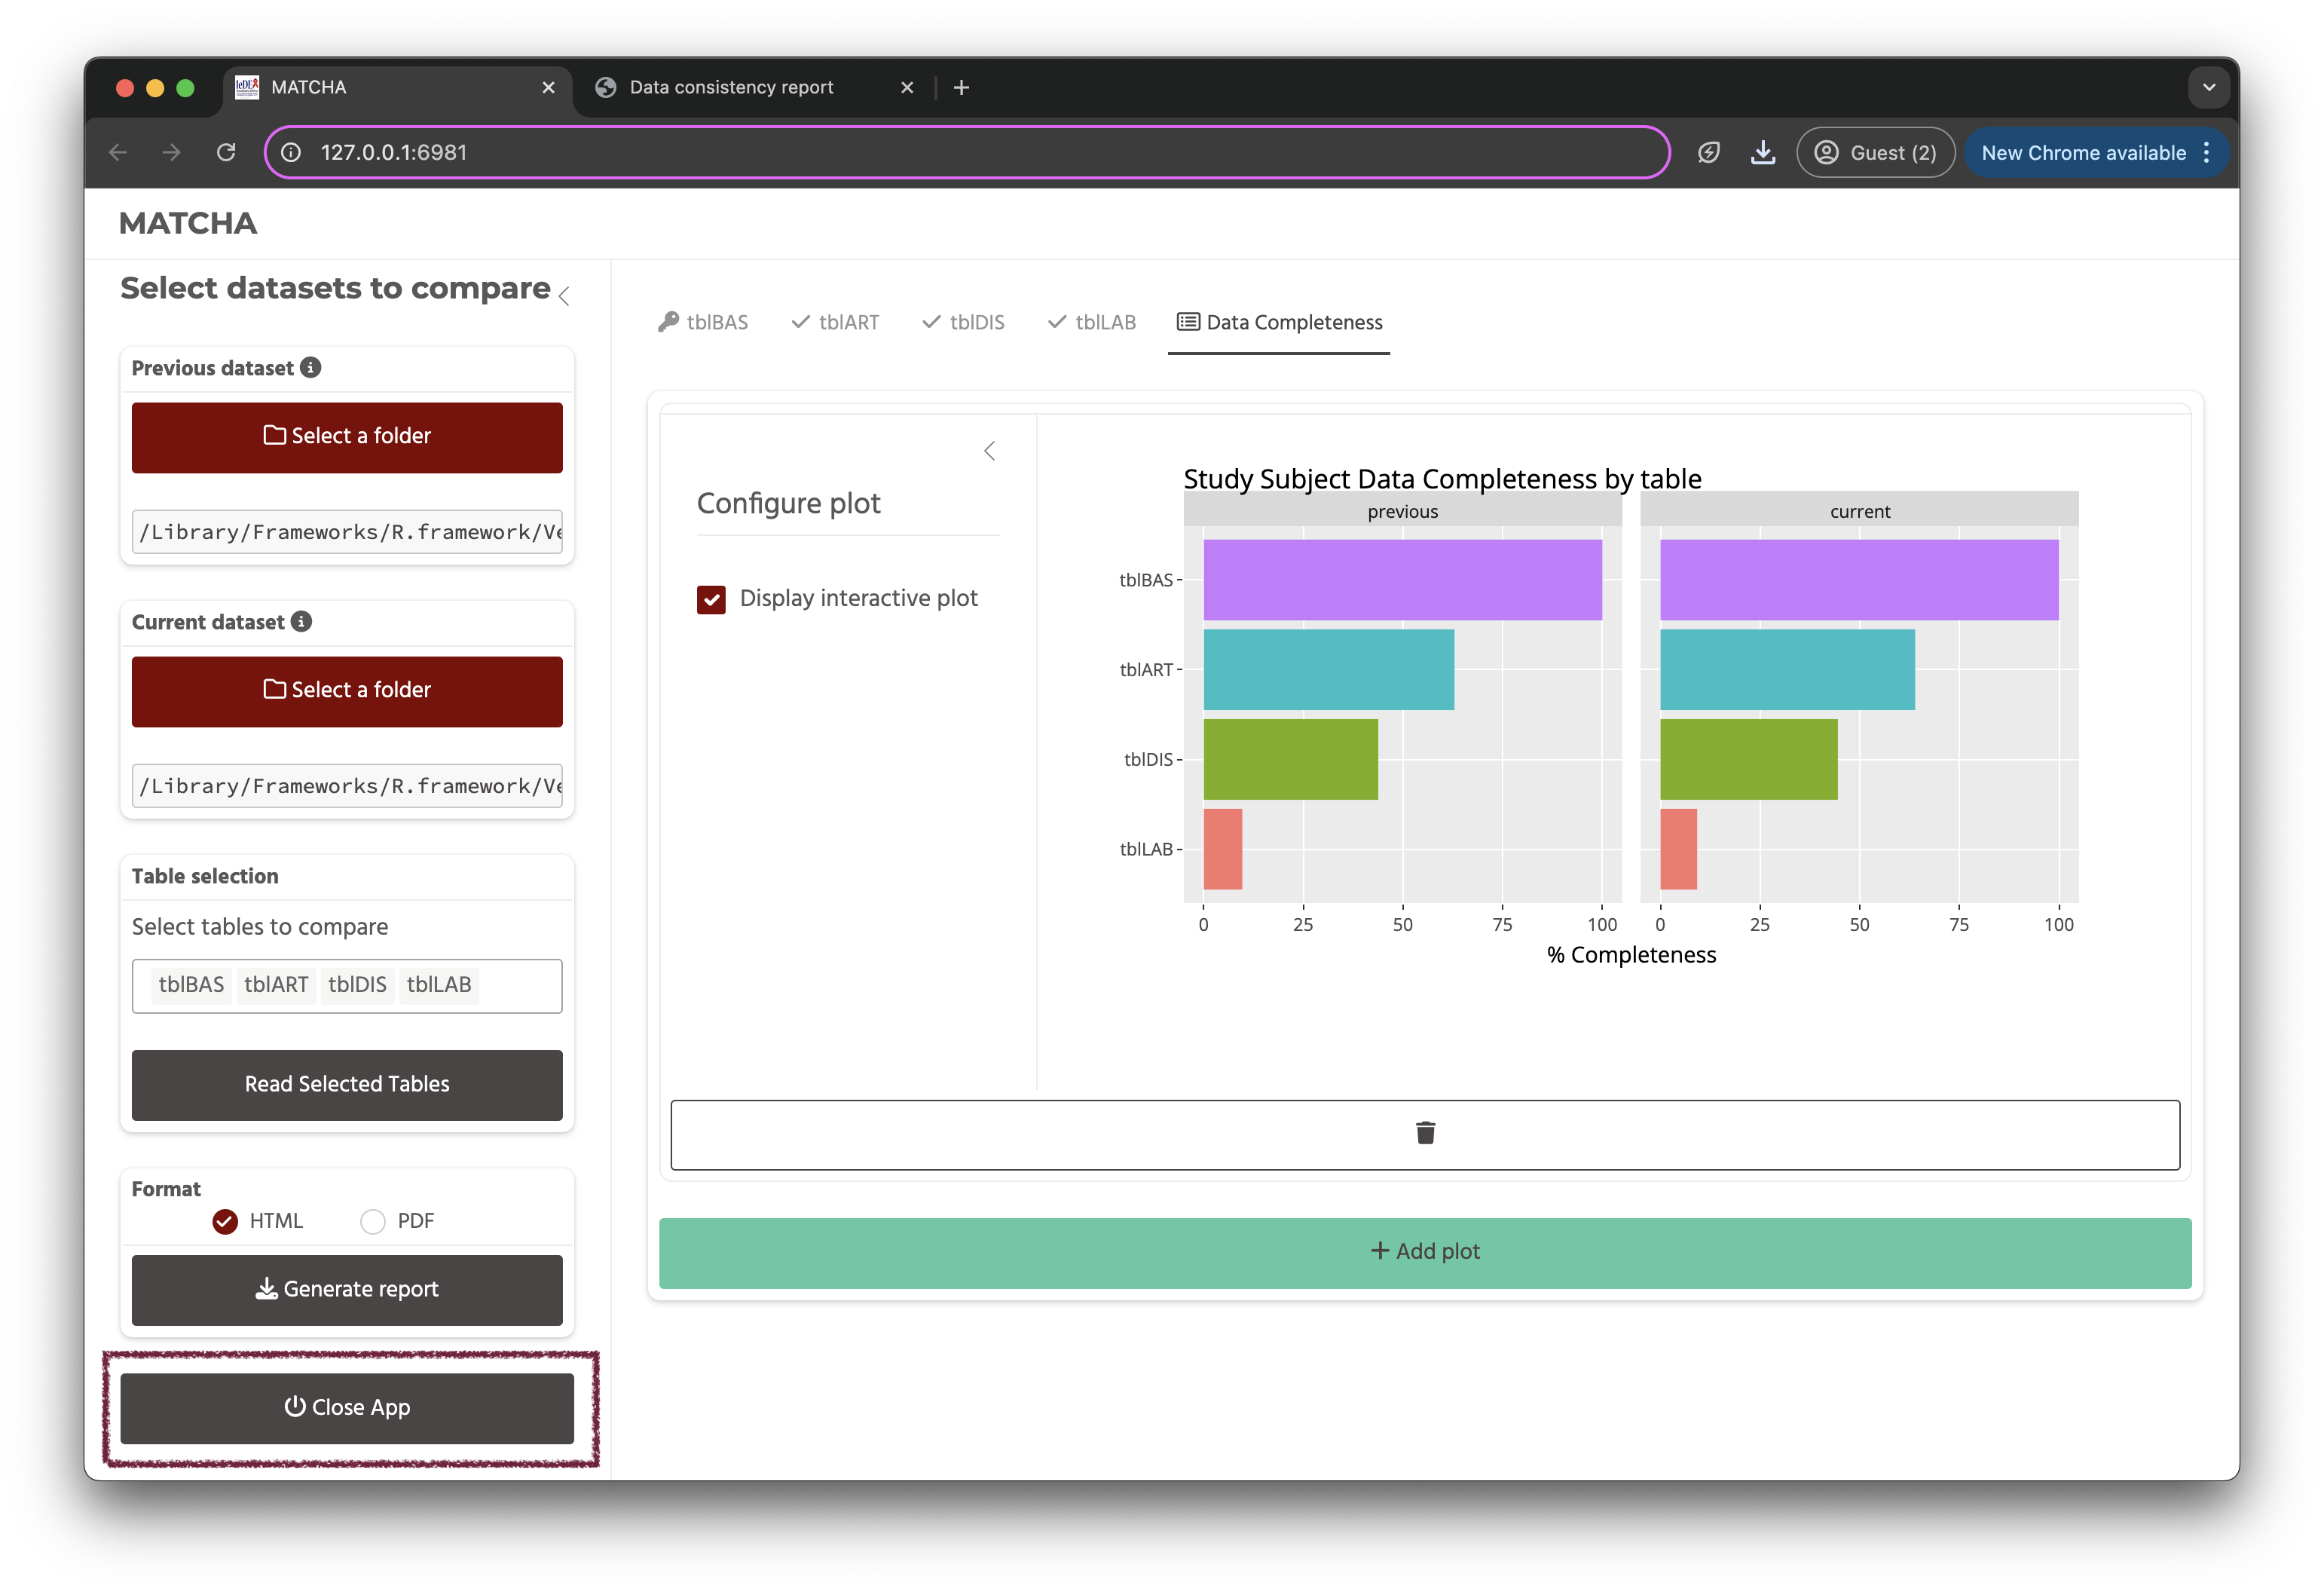 MATCHA
Data consistency report
127.0.0.1:6981
Guest (2)
New Chrome available
MATCHA
Select datasets to compare
Previous dataset
Select a folder
/Library/Frameworks/R.framework/Ve
Current dataset
Select a folder
/Library/Frameworks/R.framework/Ve
Table selection
Select tables to compare
tblBAS tblART tblDIS tblLAB
Read Selected Tables
Format
HTML PDF
Generate report
Close App
tblBAS tblART tblDIS tblLAB Data Completeness
Configure plot
Display interactive plot
Study Subject Data Completeness by table
previous current
tblBAS
tblART
tblDIS
tblLAB
0 25 50 75 100 0 25 50 75 100
% Completeness
Add plot